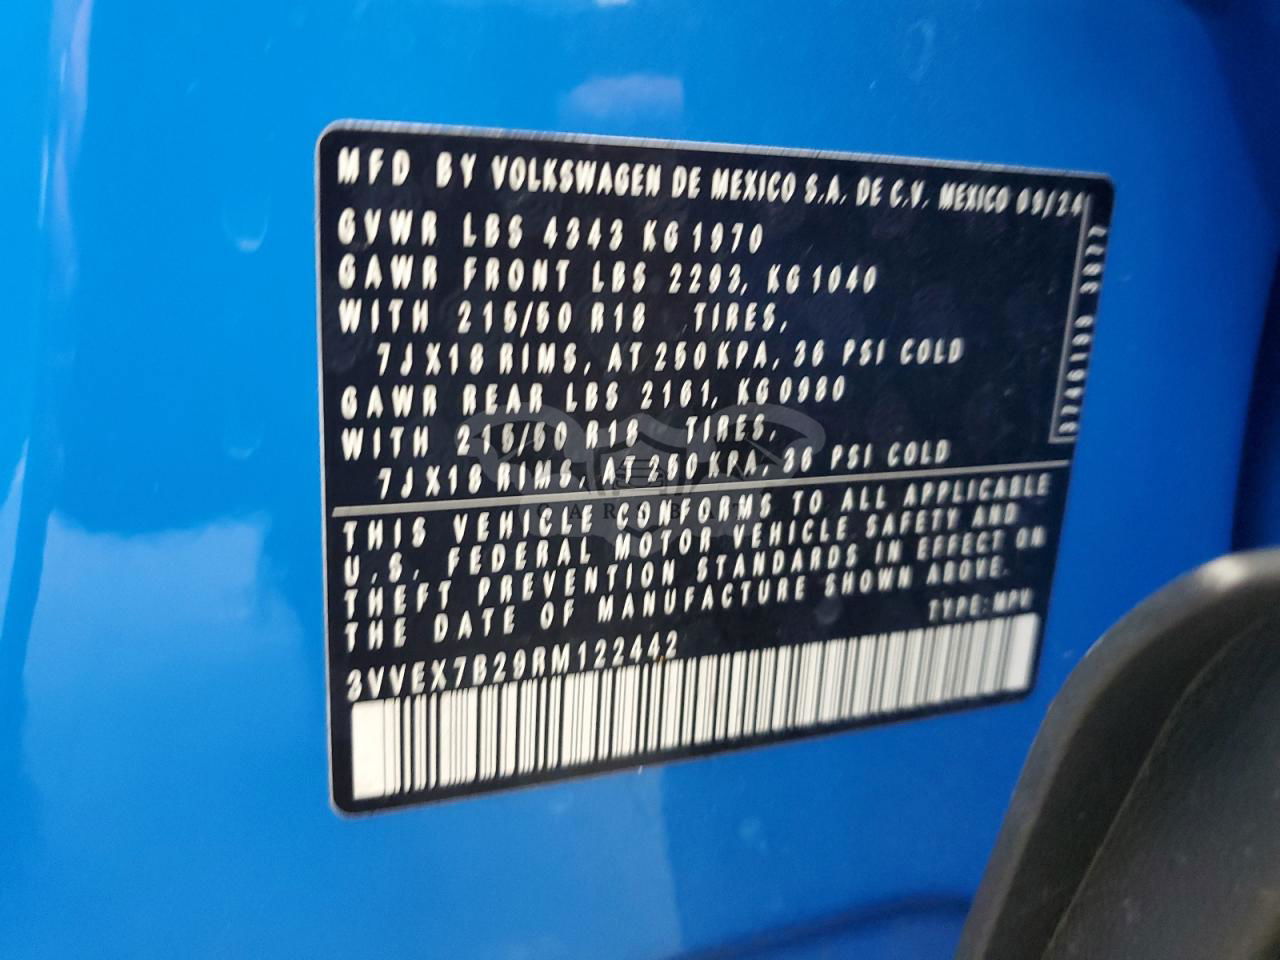 MFD BY VOLKSWAGEN DE MEXICO S.A. DE C.V. MEXICO 09/24
GVWR LBS 4343 KG 1970
GAWR FRONT LBS 2293, KG 1040
WITH 215/50 R18 TIRES,
7J X18 RIMS, AT 250 KPA, 36 PSI COLD
GAWR REAR LBS 2161, KG 0980
WITH 215/50 R18 TIRES,
7J X18 RIMS, AT 250 KPA, 36 PSI COLD
THIS VEHICLE CONFORMS TO ALL APPLICABLE
U.S. FEDERAL MOTOR VEHICLE SAFETY AND
THEFT PREVENTION STANDARDS IN EFFECT ON
THE DATE OF MANUFACTURE SHOWN ABOVE.
TYPE: MPV
3VVEX7B29RM122442